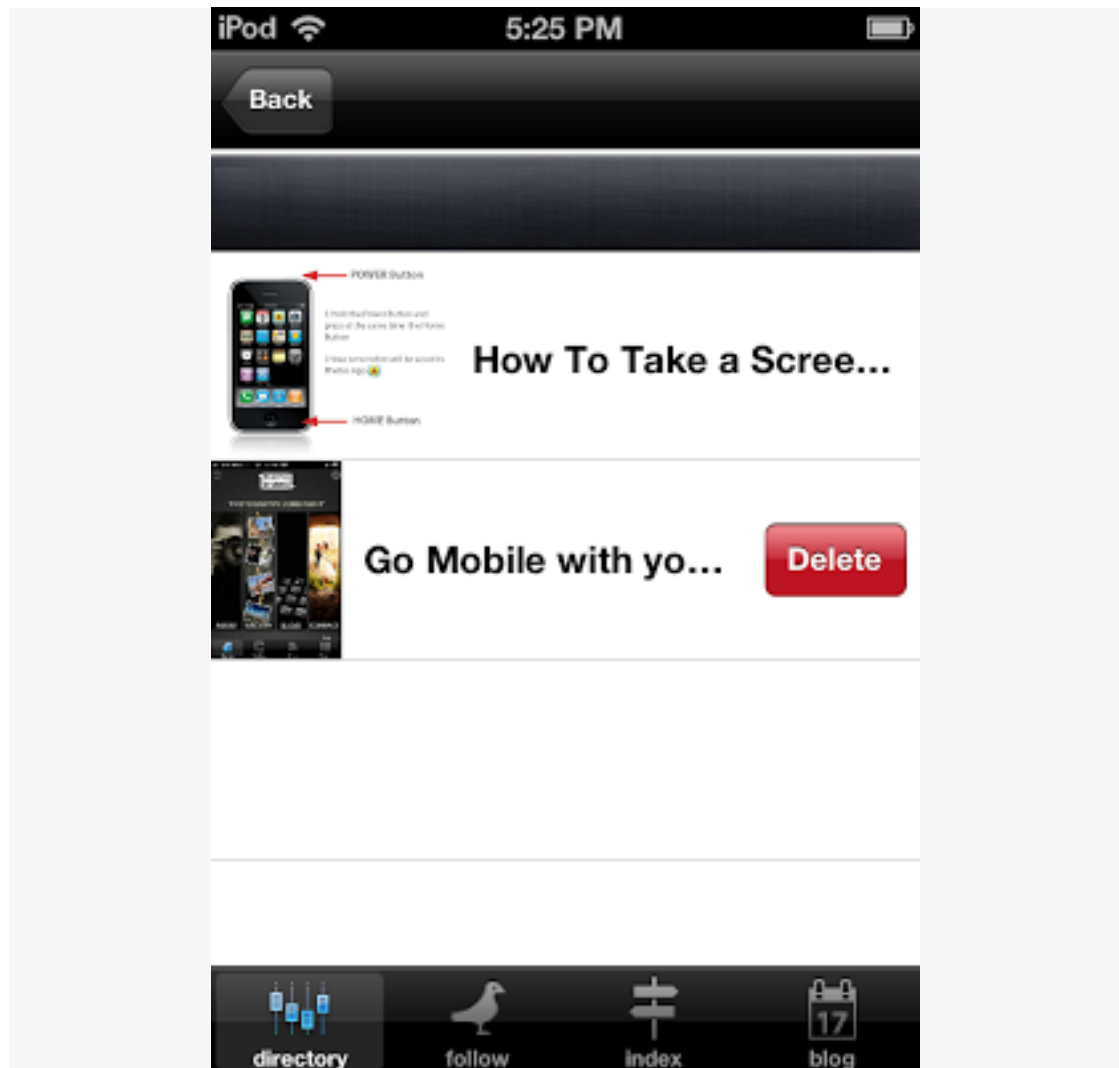 iPod 5:25 PM
Back
POWER Button
How To Take a Scree...
HOME Button
Go Mobile with yo...
Delete
17
directory
follow
index
blog